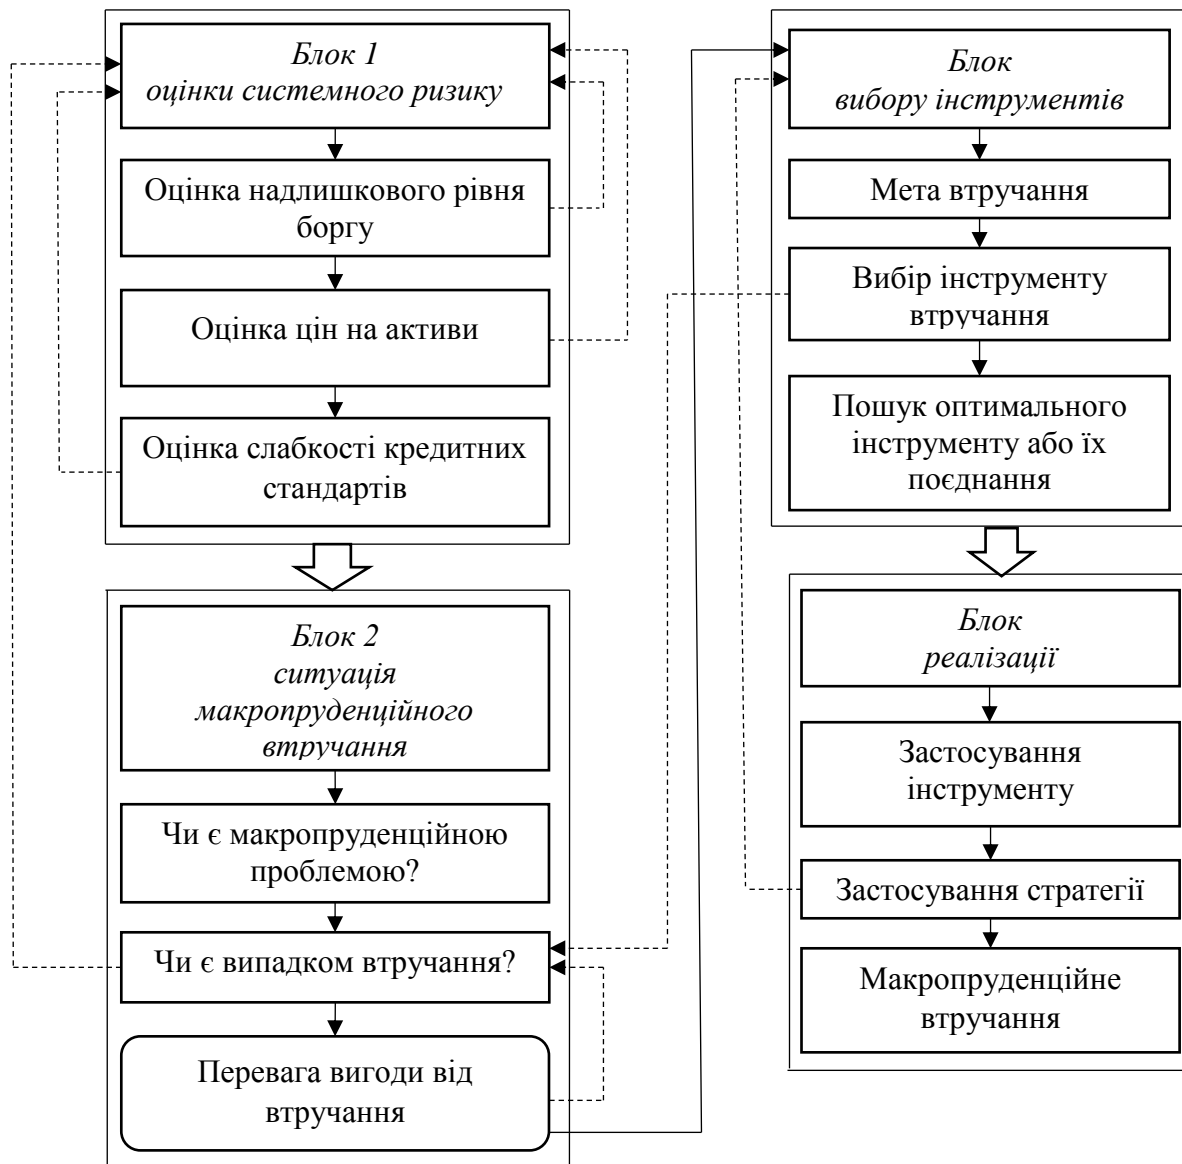 Блок 1
оцінки системного ризику
Оцінка надлишкового рівня
боргу
Оцінка цін на активи
Оцінка слабкості кредитних
стандартів
Блок 2
ситуація
макропруденційного
втручання
Чи є макропруденційною
проблемою?
Чи є випадком втручання?
Перевага вигоди від
втручання
Блок
вибору інструментів
Мета втручання
Вибір інструменту
втручання
Пошук оптимального
інструменту або їх
поєднання
Блок
реалізації
Застосування
інструменту
Застосування стратегії
Макропруденційне
втручання